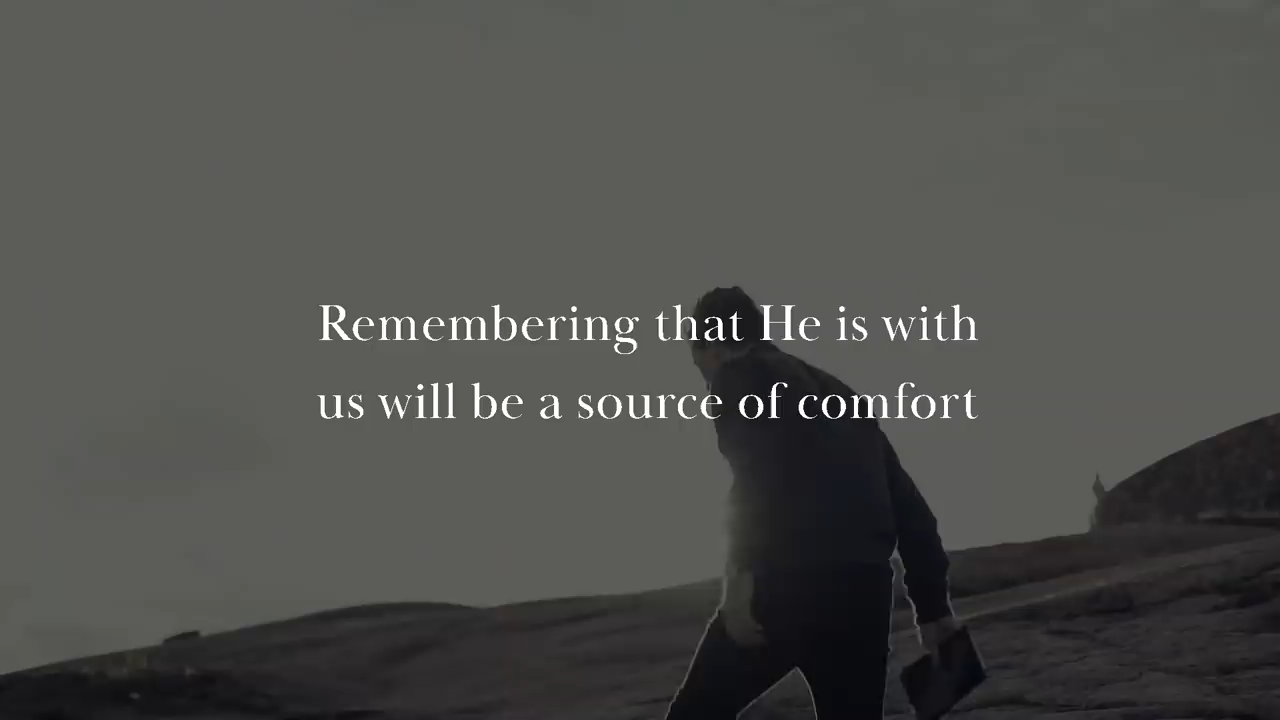 Remembering that He is with
us will be a source of comfort